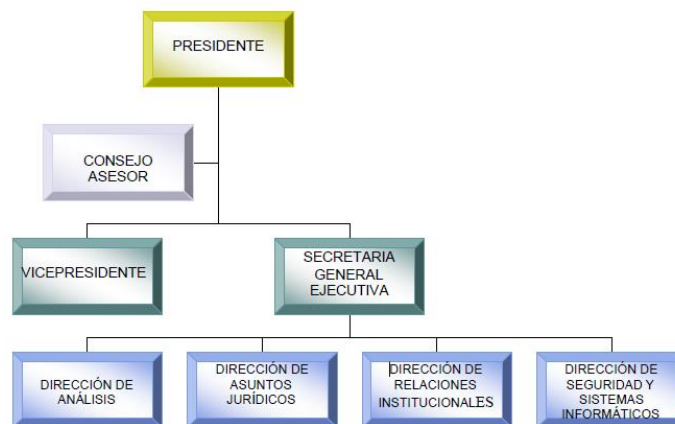 PRESIDENTE
CONSEJO
ASESOR
VICEPRESIDENTE
SECRETARIA
GENERAL
EJECUTIVA
DIRECCIÓN DE
ANÁLISIS
DIRECCIÓN DE
ASUNTOS
JURÍDICOS
DIRECCIÓN DE
RELACIONES
INSTITUCIONALES
DIRECCIÓN DE
SEGURIDAD Y
SISTEMAS
INFORMÁTICOS